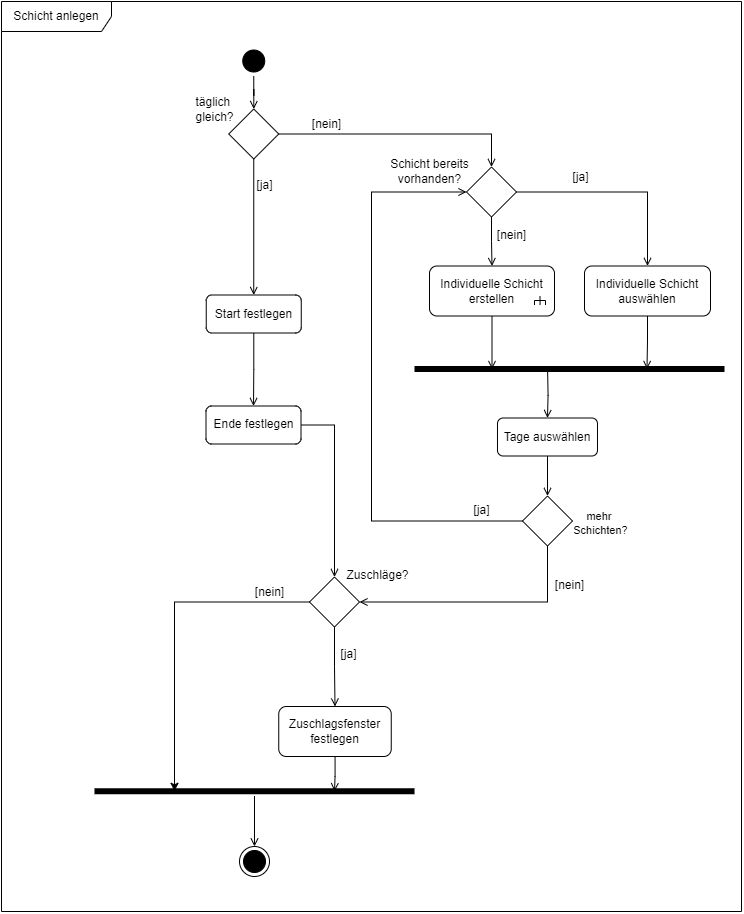 Schicht anlegen
täglich
gleich?
[nein]
Schicht bereits
vorhanden?
[ja]
[ja]
[nein]
Individuelle Schicht
erstellen
Individuelle Schicht
auswählen
Start festlegen
Ende festlegen
Tage auswählen
[ja]
mehr
Schichten?
Zuschläge?
[nein]
[nein]
[ja]
Zuschlagsfenster
festlegen